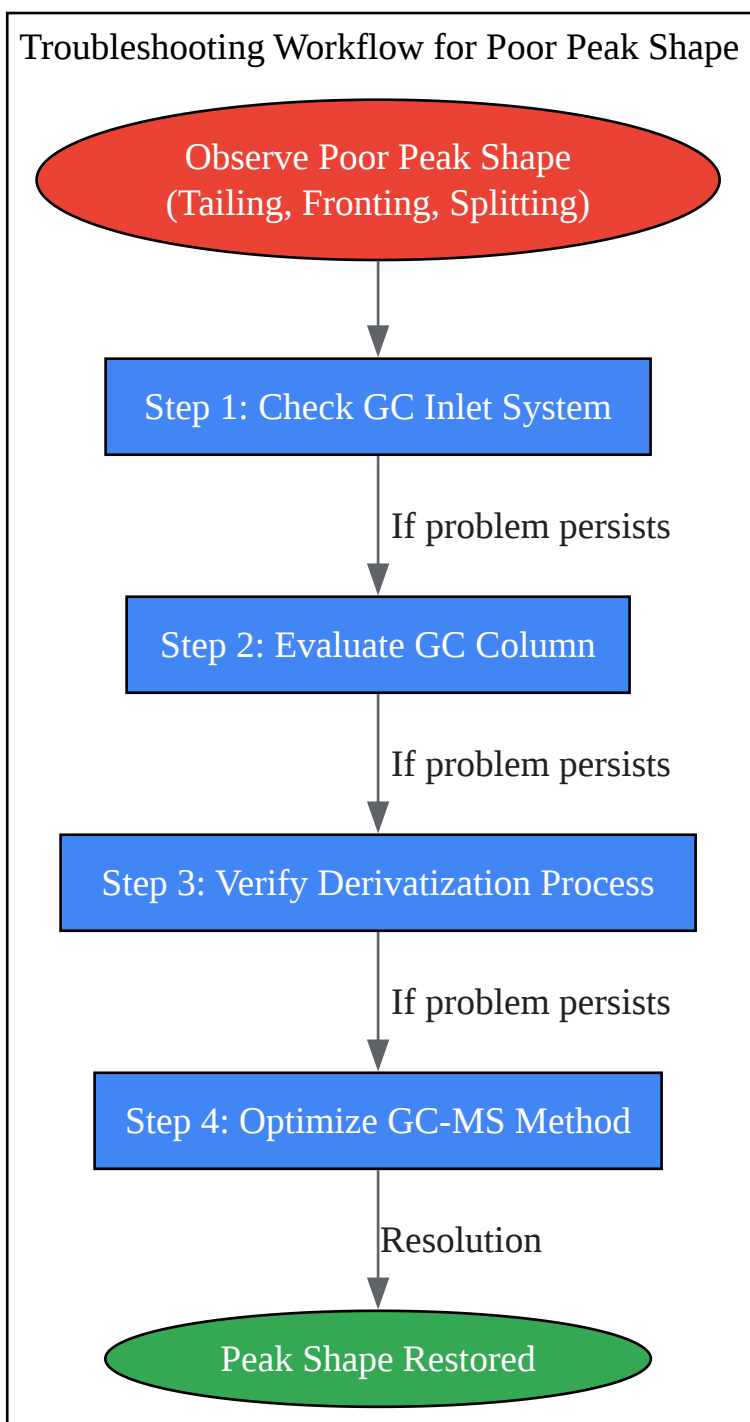 Troubleshooting Workflow for Poor Peak Shape
Observe Poor Peak Shape
(Tailing, Fronting, Splitting)
Step 1: Check GC Inlet System
If problem persists
Step 2: Evaluate GC Column
If problem persists
Step 3: Verify Derivatization Process
If problem persists
Step 4: Optimize GC-MS Method
Resolution
Peak Shape Restored